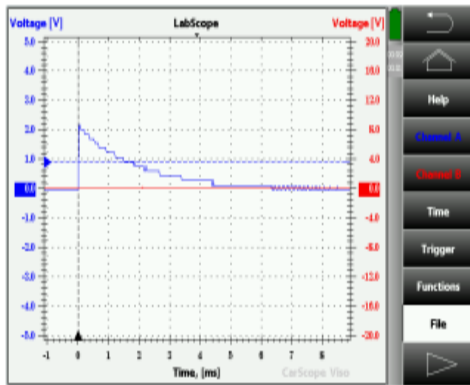 Voltage [V] LabScope Voltage [V]
5.0 20.0
4.0 16.0
3.0 12.0
2.0 8.0
1.0 4.0
0.0 0.0
-1.0 -4.0
-2.0 -8.0
-3.0 -12.0
-4.0 -16.0
-5.0 -20.0
-1 0 1 2 3 4 5 6 7 8
Time, [ms]
CarScope Viso
Help
Channel A
Channel B
Time
Trigger
Functions
File